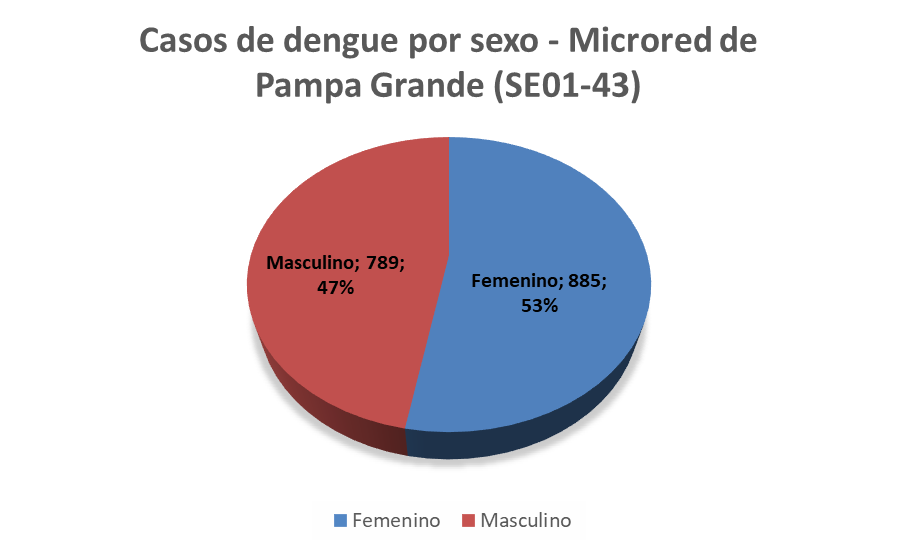 Casos de dengue por sexo - Microred de
Pampa Grande (SE01-43)
Masculino; 789;
47%
Femenino; 885;
53%
Femenino
Masculino